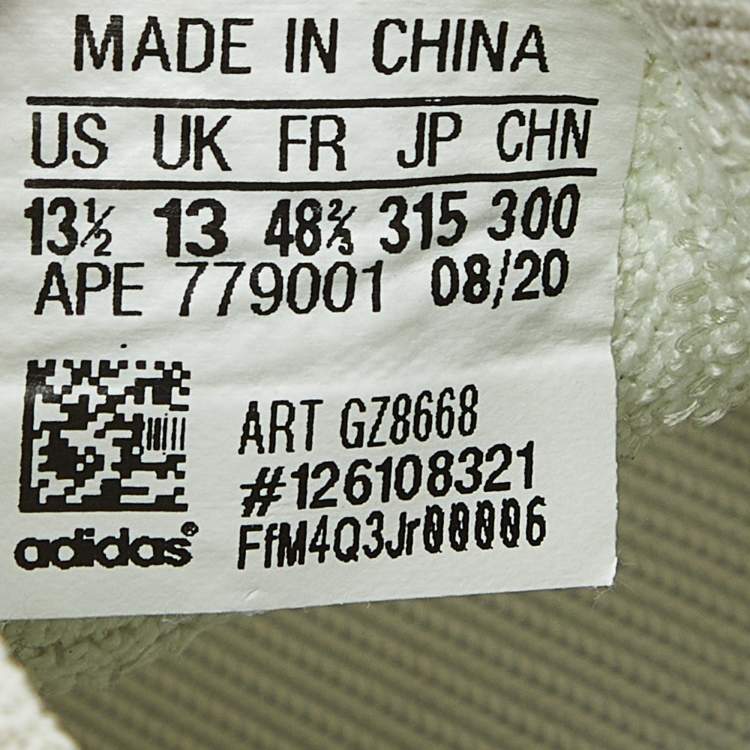 MADE IN CHINA
US UK FR JP CHN
13½ 13 48⅔ 315 300
APE 779001 08/20
ART GZ8668
#126108321
adidas® FfM4Q3Jr00006